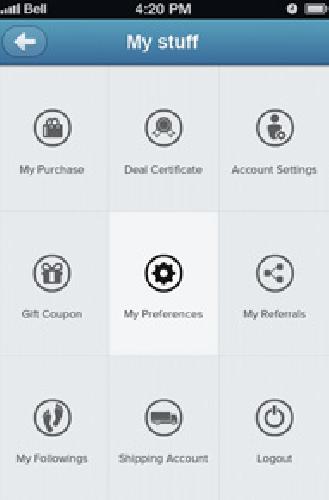 Bell 4:20 PM
My stuff
My Purchase Deal Certificate Account Settings
Gift Coupon My Preferences My Referrals
My Followings Shipping Account Logout